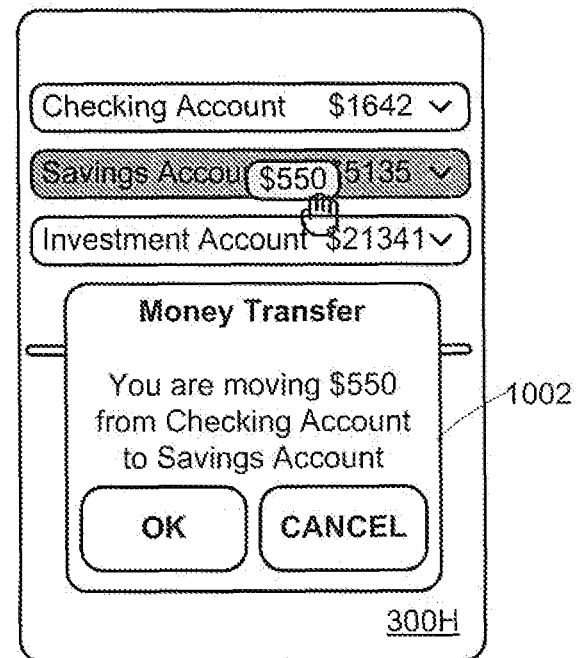 Checking Account $1642
Savings Accou $550 5135
Investment Account $21341
Money Transfer
You are moving $550
from Checking Account
to Savings Account
OK CANCEL
1002
300H